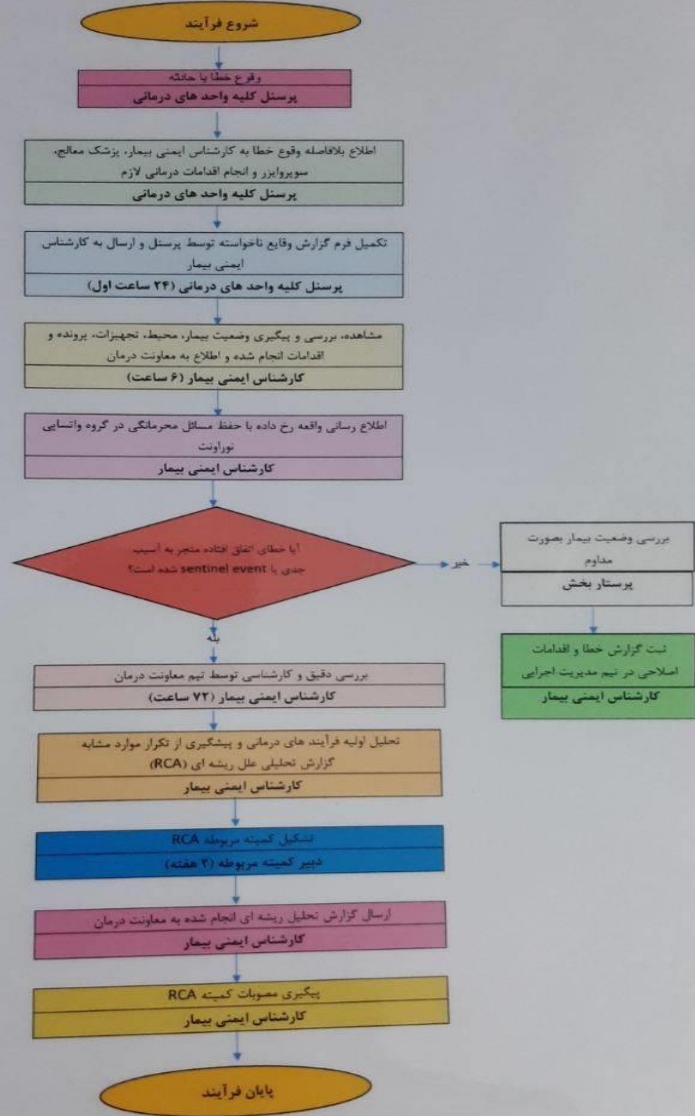 شروع فرآیند
وقوع خطا یا حادثه
پرسنل کلیه واحد های درمانی
اطلاع بلافاصله وقوع خطا به کارشناس ایمنی بیمار، پزشک معالج،
سوپروایزر و انجام اقدامات درمانی لازم
پرسنل کلیه واحد های درمانی
تکمیل فرم گزارش وقایع ناخواسته توسط پرسنل و ارسال به کارشناس
ایمنی بیمار
پرسنل کلیه واحد های درمانی (۲۴ ساعت اول)
مشاهده، بررسی و پیگیری وضعیت بیمار، محیط، تجهیزات، پرونده و
اقدامات انجام شده و اطلاع به معاونت درمان
کارشناس ایمنی بیمار (۶ ساعت)
اطلاع رسانی واقعه رخ داده با حفظ مسائل محرمانگی در گروه واتسایی
نوراونت
کارشناس ایمنی بیمار
آیا خطای اتفاق افتاده منجر به آسیب
جدی یا sentinel event شده است؟
خیر
بررسی وضعیت بیمار بصورت
مداوم
پرستار بخش
ثبت گزارش خطا و اقدامات
اصلاحی در تیم مدیریت اجرایی
کارشناس ایمنی بیمار
بله
بررسی دقیق و کارشناسی توسط تیم معاونت درمان
کارشناس ایمنی بیمار (۷۲ ساعت)
تحلیل اولیه فرآیند های درمانی و پیشگیری از تکرار موارد مشابه
گزارش تحلیلی علل ریشه ای (RCA)
کارشناس ایمنی بیمار
تشکیل کمیته مربوطه RCA
دبیر کمیته مربوطه (۲ هفته)
ارسال گزارش تحلیل ریشه ای انجام شده به معاونت درمان
کارشناس ایمنی بیمار
پیگیری مصوبات کمیته RCA
کارشناس ایمنی بیمار
پایان فرآیند